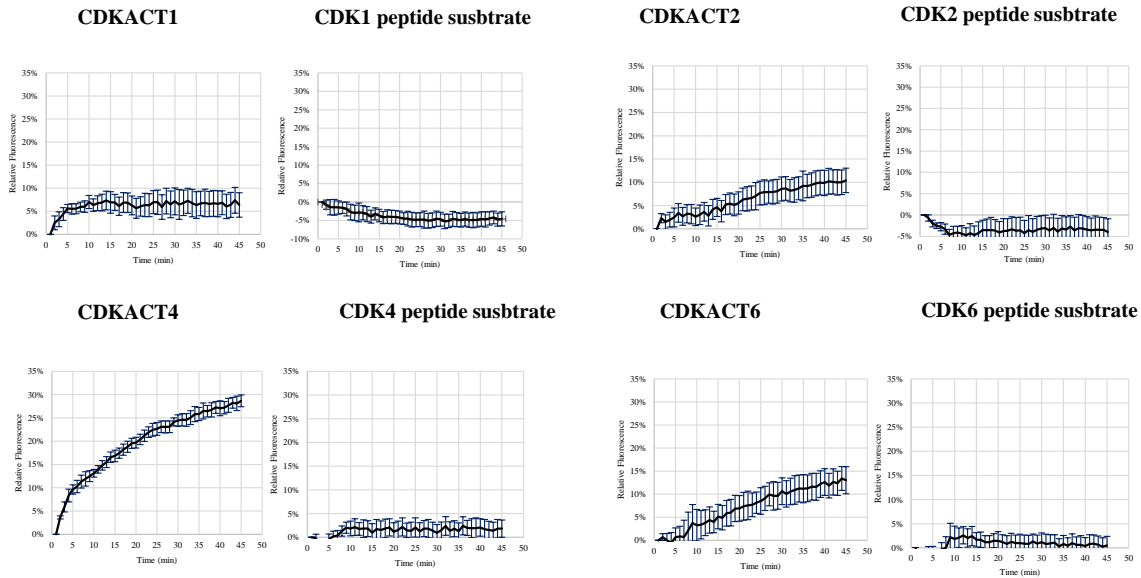 CDKACT1
CDK1 peptide susbtrate
CDKACT2
CDK2 peptide susbtrate
35%
30%
25%
20%
15%
10%
5%
0%
Relative Fluorescence
0 5 10 15 20 25 30 35 40 45 50
Time (min)
35%
30%
25%
20%
15%
10%
5%
0%
-5%
-10%
Relative Fluorescence
0 5 10 15 20 25 30 35 40 45 50
Time (min)
35%
30%
25%
20%
15%
10%
5%
0%
Relative Fluorescence
0 5 10 15 20 25 30 35 40 45 50
Time (min)
35%
30%
25%
20%
15%
10%
5%
0%
-5%
Relative Fluorescence
0 5 10 15 20 25 30 35 40 45 50
Time (min)
CDKACT4
CDK4 peptide susbtrate
CDKACT6
CDK6 peptide susbtrate
35%
30%
25%
20%
15%
10%
5%
0%
Relative Fluorescence
0 5 10 15 20 25 30 35 40 45 50
Time (min)
35%
30%
25%
20%
15%
10%
5%
0%
Relative Fluorescence
0 5 10 15 20 25 30 35 40 45 50
Time (min)
35%
30%
25%
20%
15%
10%
5%
0%
Relative Fluorescence
0 5 10 15 20 25 30 35 40 45 50
Time (min)
35%
30%
25%
20%
15%
10%
5%
0%
Relative Fluorescence
0 5 10 15 20 25 30 35 40 45 50
Time (min)